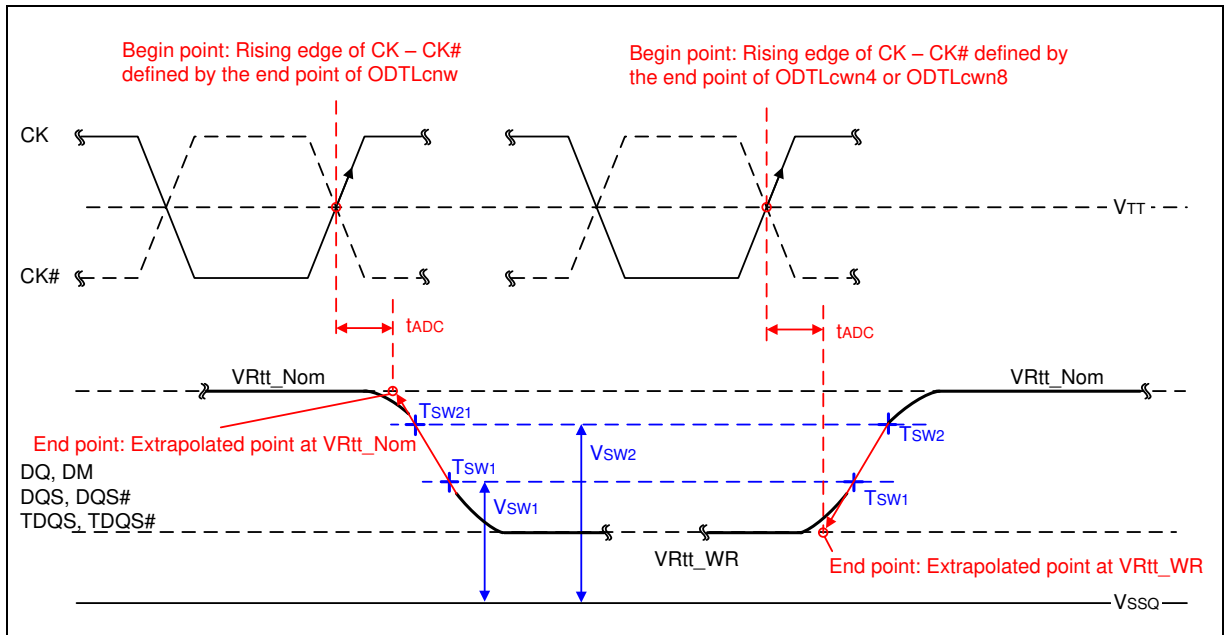 Begin point: Rising edge of CK – CK#
defined by the end point of ODTLcnw
Begin point: Rising edge of CK – CK# defined by
the end point of ODTLcwn4 or ODTLcwn8
CK
VTT
CK#
tADC
tADC
VRtt_Nom
VRtt_Nom
TSW21
End point: Extrapolated point at VRtt_Nom
TSW2
VSW2
DQ, DM
DQS, DQS#
TDQS, TDQS#
TSW1
VSW1
TSW1
VRtt_WR
End point: Extrapolated point at VRtt_WR
VSSQ